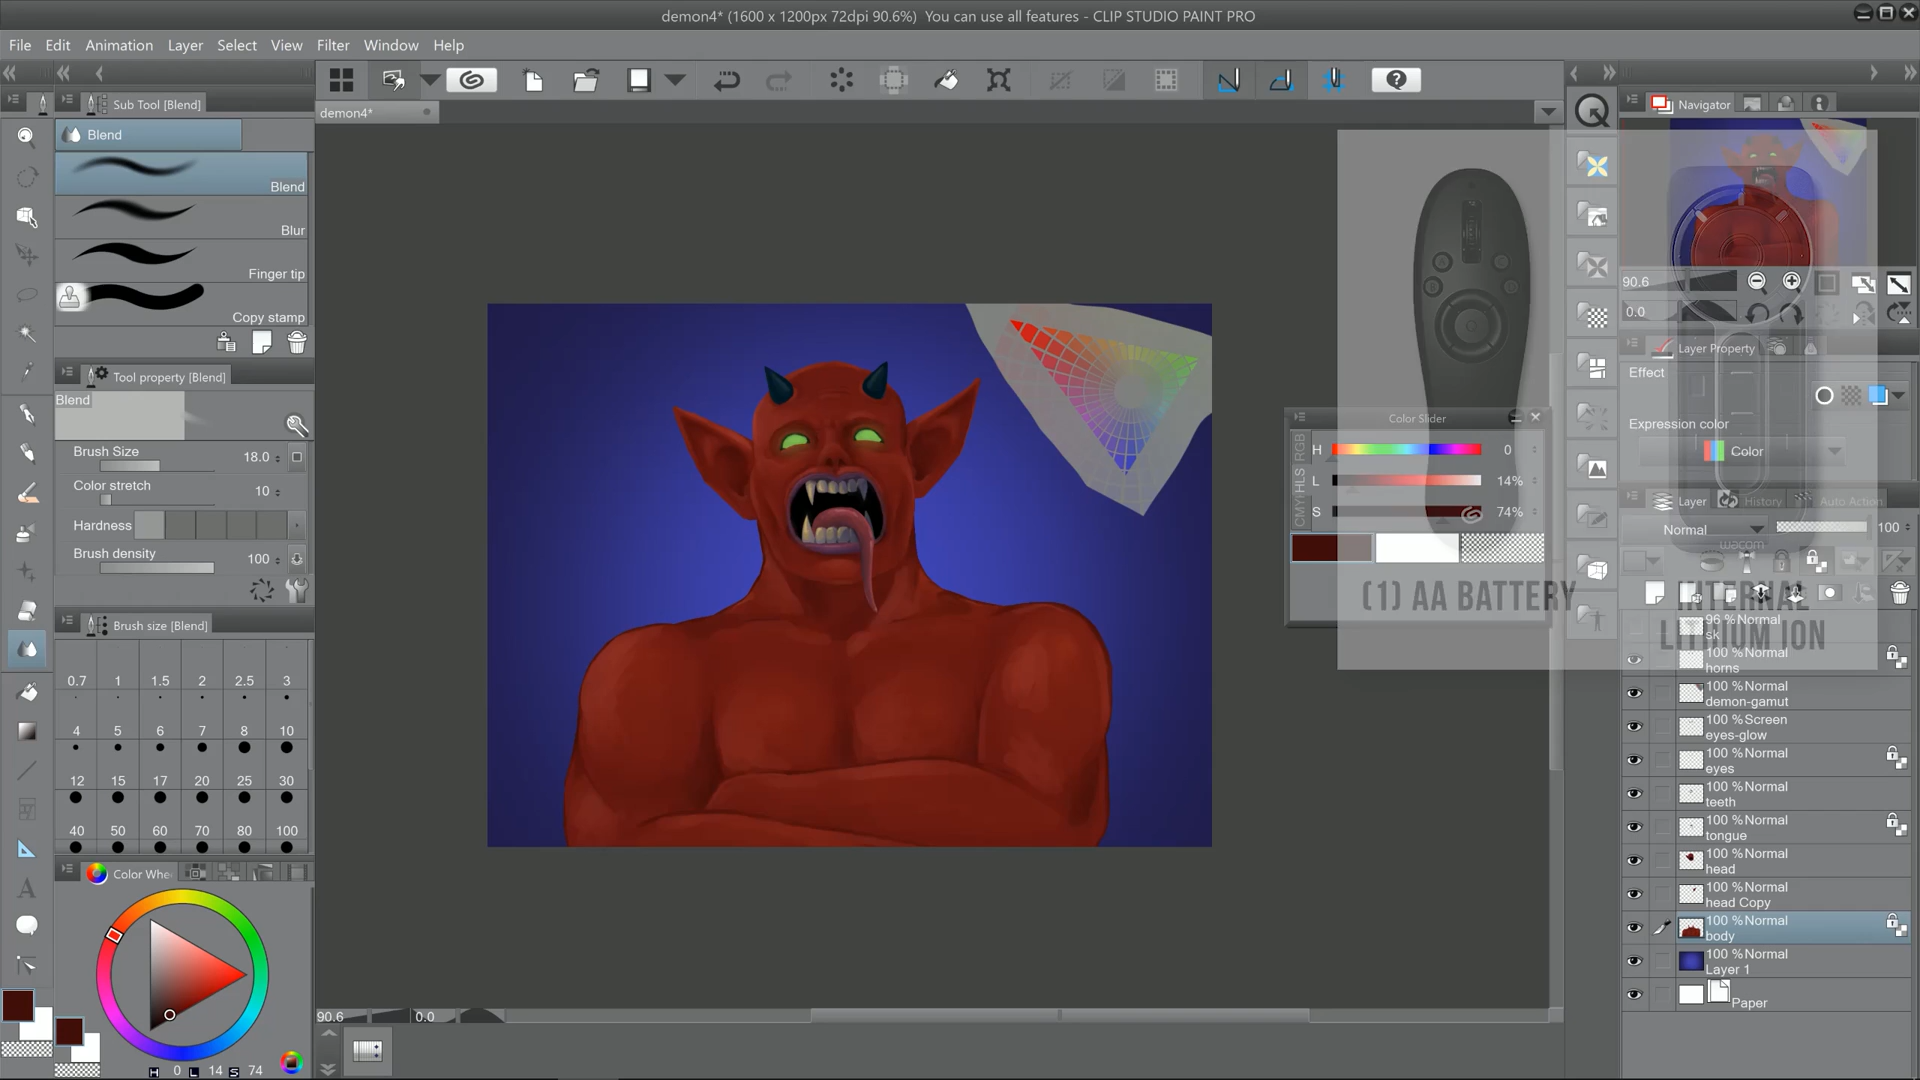 demon4* (1600 x 1200px 72dpi 90.6%)  You can use all features - CLIP STUDIO PAINT PRO
File Edit Animation Layer Select View Filter Window Help
Sub Tool [Blend]
Blend
Blend
Blur
Finger tip
Copy stamp
Tool property [Blend]
Blend
Brush Size 18.0
Color stretch 10
Hardness
Brush density 100
Brush size [Blend]
0.7 1 1.5 2 2.5 3
4 5 6 7 8 10
12 15 17 20 25 30
40 50 60 70 80 100
Color Whe
H 0 L 14 S 74
demon4*
90.6 0.0
Color Slider
RGB
HLS
CMYK
H 0
L 14%
S 74%
(1) AA BATTERY
A
B
C
wacom
INTERNAL
LITHIUM ION
Navigator
90.6
0.0
Layer Property
Effect
Expression color
Color
Layer History Auto Action
Normal 100
96 %Normal
sk
100 %Normal
horns
100 %Normal
demon-gamut
100 %Screen
eyes-glow
100 %Normal
eyes
100 %Normal
teeth
100 %Normal
tongue
100 %Normal
head
100 %Normal
head Copy
100 %Normal
body
100 %Normal
Layer 1
Paper